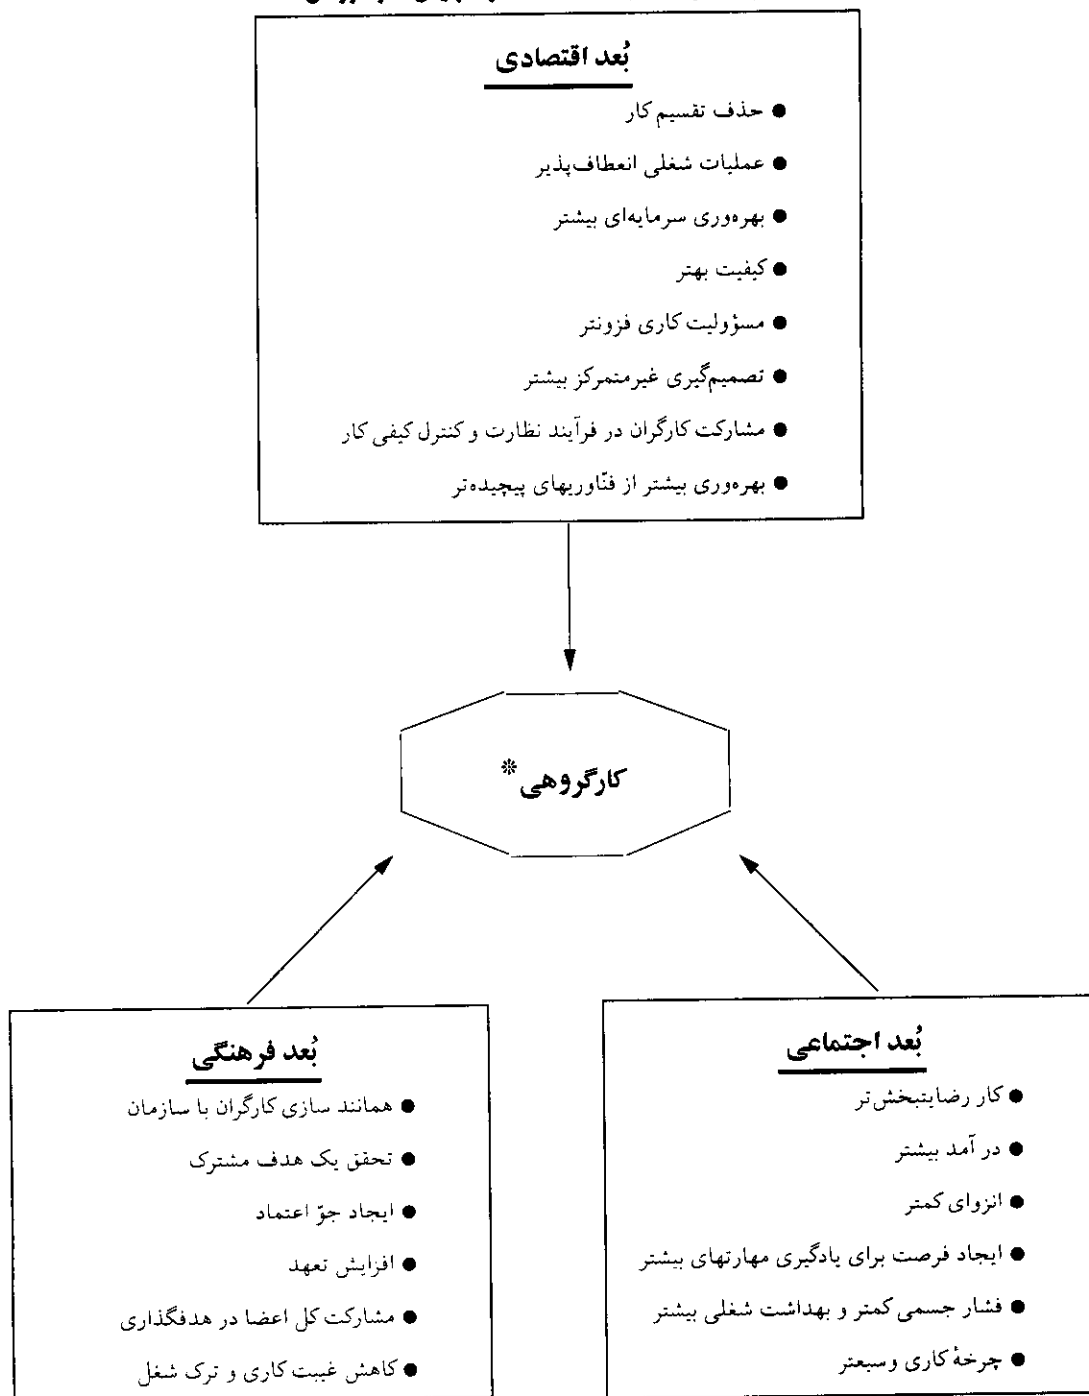 بُعد اقتصادی
● حذف تقسیم کار
● عملیات شغلی انعطاف‌پذیر
● بهره‌وری سرمایه‌ای بیشتر
● کیفیت بهتر
● مسؤولیت کاری فزونتر
● تصمیم‌گیری غیرمتمرکز بیشتر
● مشارکت کارگران در فرآیند نظارت و کنترل کیفی کار
● بهره‌وری بیشتر از فنّاوریهای پیچیده‌تر
کارگروهی*
بُعد اجتماعی
● کار رضایتبخش‌تر
● در آمد بیشتر
● انزوای کمتر
● ایجاد فرصت برای یادگیری مهارتهای بیشتر
● فشار جسمی کمتر و بهداشت شغلی بیشتر
● چرخهٔ کاری وسیعتر
بُعد فرهنگی
● همانند سازی کارگران با سازمان
● تحقق یک هدف مشترک
● ایجاد جوّ اعتماد
● افزایش تعهد
● مشارکت کل اعضا در هدفگذاری
● کاهش غیبت کاری و ترک شغل